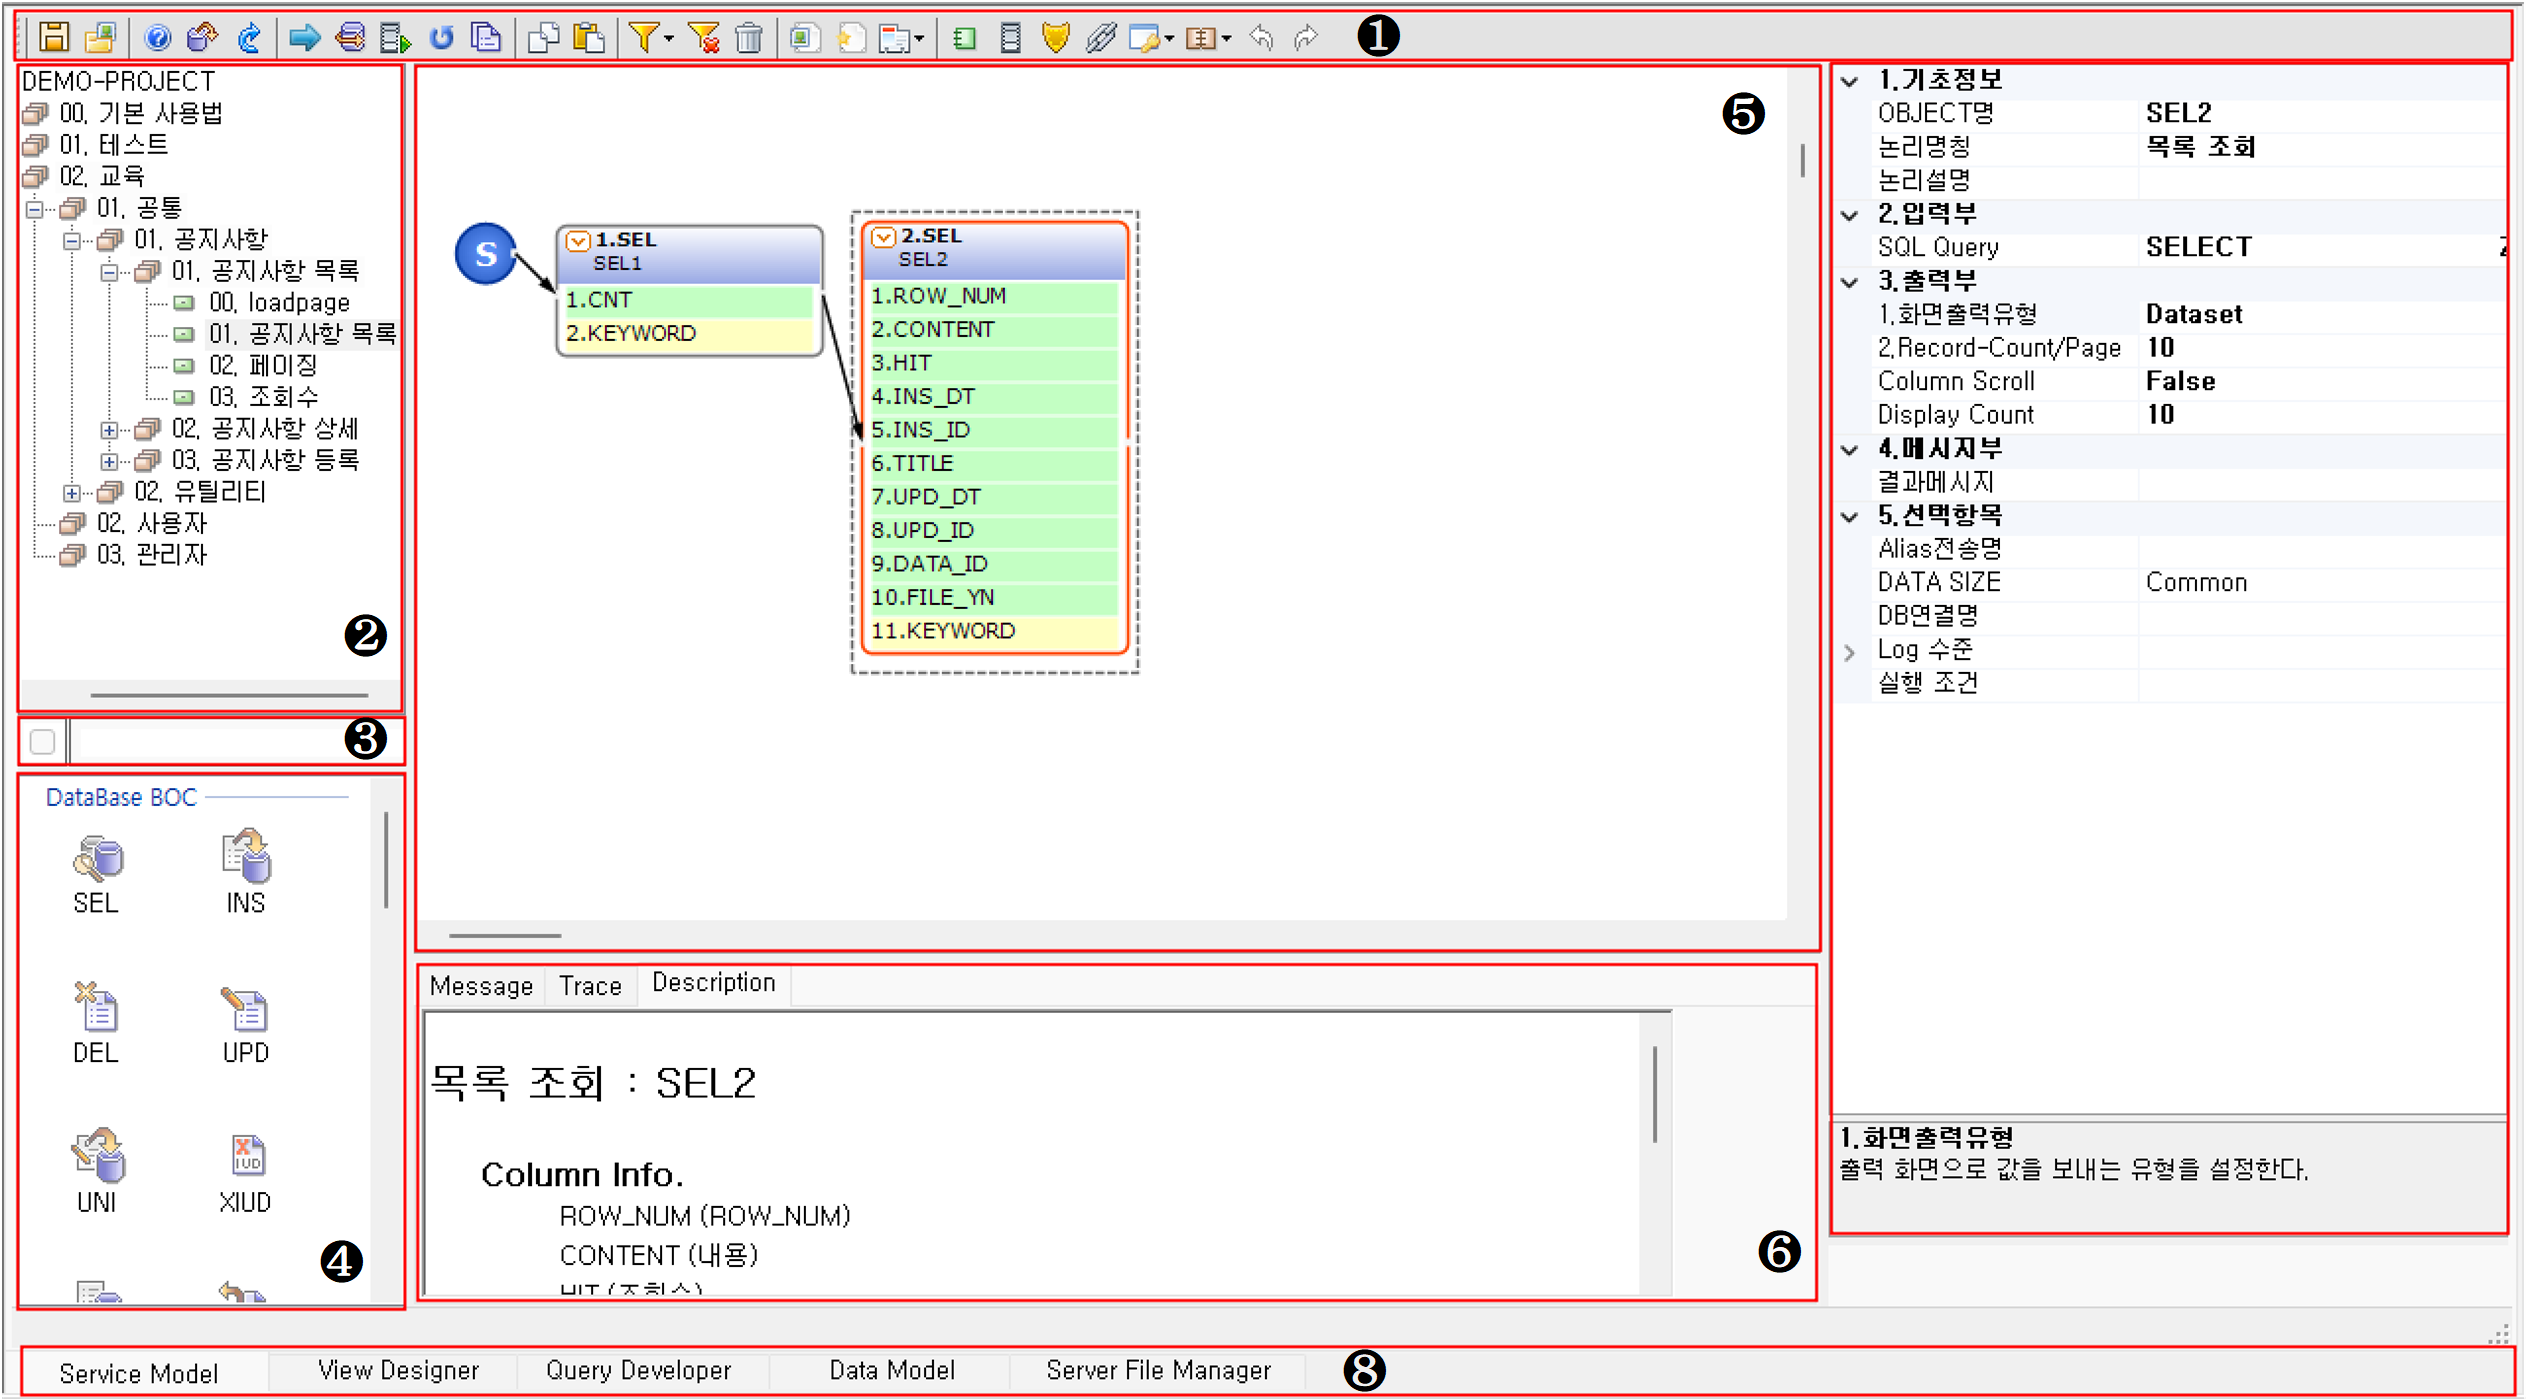 ❶
DEMO-PROJECT
00. 기본 사용법
01. 테스트
02. 교육
01. 공통
01. 공지사항
01. 공지사항 목록
00. loadpage
01. 공지사항 목록
02. 페이징
03. 조회수
02. 공지사항 상세
03. 공지사항 등록
02. 유틸리티
02. 사용자
03. 관리자
❷
❸
DataBase BOC
SEL INS
DEL UPD
UNI XIUD
❹
❺
S
1.SEL
SEL1
1.CNT
2.KEYWORD
2.SEL
SEL2
1.ROW_NUM
2.CONTENT
3.HIT
4.INS_DT
5.INS_ID
6.TITLE
7.UPD_DT
8.UPD_ID
9.DATA_ID
10.FILE_YN
11.KEYWORD
Message Trace Description
목록 조회 : SEL2
Column Info.
ROW_NUM (ROW_NUM)
CONTENT (내용)
HIT (조회수)
❻
1.기초정보
OBJECT명 SEL2
논리명칭 목록 조회
논리설명
2.입력부
SQL Query SELECT
3.출력부
1.화면출력유형 Dataset
2.Record-Count/Page 10
Column Scroll False
Display Count 10
4.메시지부
결과메시지
5.선택항목
Alias전송명
DATA SIZE Common
DB연결명
Log 수준
실행 조건
1.화면출력유형
출력 화면으로 값을 보내는 유형을 설정한다.
Service Model View Designer Query Developer Data Model Server File Manager ❽